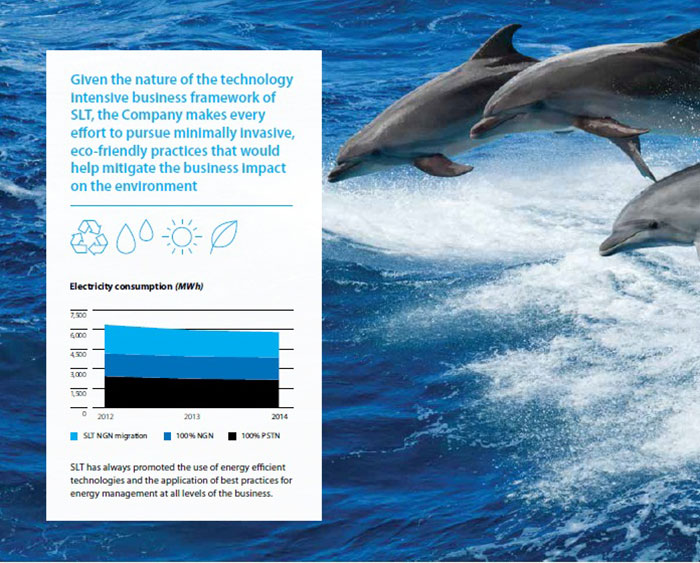 Given the nature of the technology
intensive business framework of
SLT, the Company makes every
effort to pursue minimally invasive,
eco-friendly practices that would
help mitigate the business impact
on the environment
Electricity consumption (MWh)
7,500
6,000
4,500
3,000
1,500
0
2012 2013 2014
SLT NGN migration 100% NGN 100% PSTN
SLT has always promoted the use of energy efficient
technologies and the application of best practices for
energy management at all levels of the business.